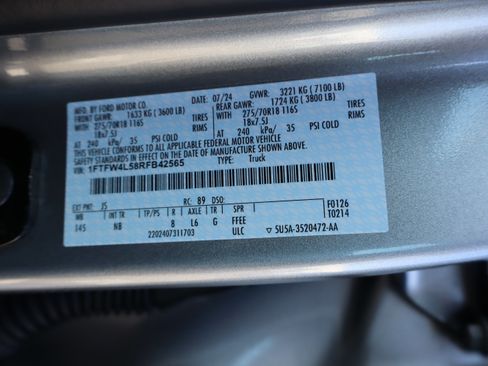 MFD. BY FORD MOTOR CO.
07/24 GVWR: 3221 KG ( 7100 LB)
FRONT GAWR: 1633 KG ( 3600 LB) REAR GAWR: 1724 KG ( 3800 LB)
WITH 275/70R18 116S TIRES WITH 275/70R18 116S TIRES
18x7.5J RIMS 18x7.5J RIMS
AT 240 kPa/ 35 PSI COLD AT 240 kPa/ 35 PSI COLD
THIS VEHICLE CONFORMS TO ALL APPLICABLE FEDERAL MOTOR VEHICLE
SAFETY STANDARDS IN EFFECT ON THE DATE OF MANUFACTURE SHOWN ABOVE.
VIN: 1FTFW4L58RFB42565 TYPE: Truck
EXT PNT: JS RC: 89 DSO: F0126
WB TP/PS R AXLE TR SPR T0214
145 NB 8 L6 G FFEE
2202407311703 ULC ▽ 5U5A-3520472-AA